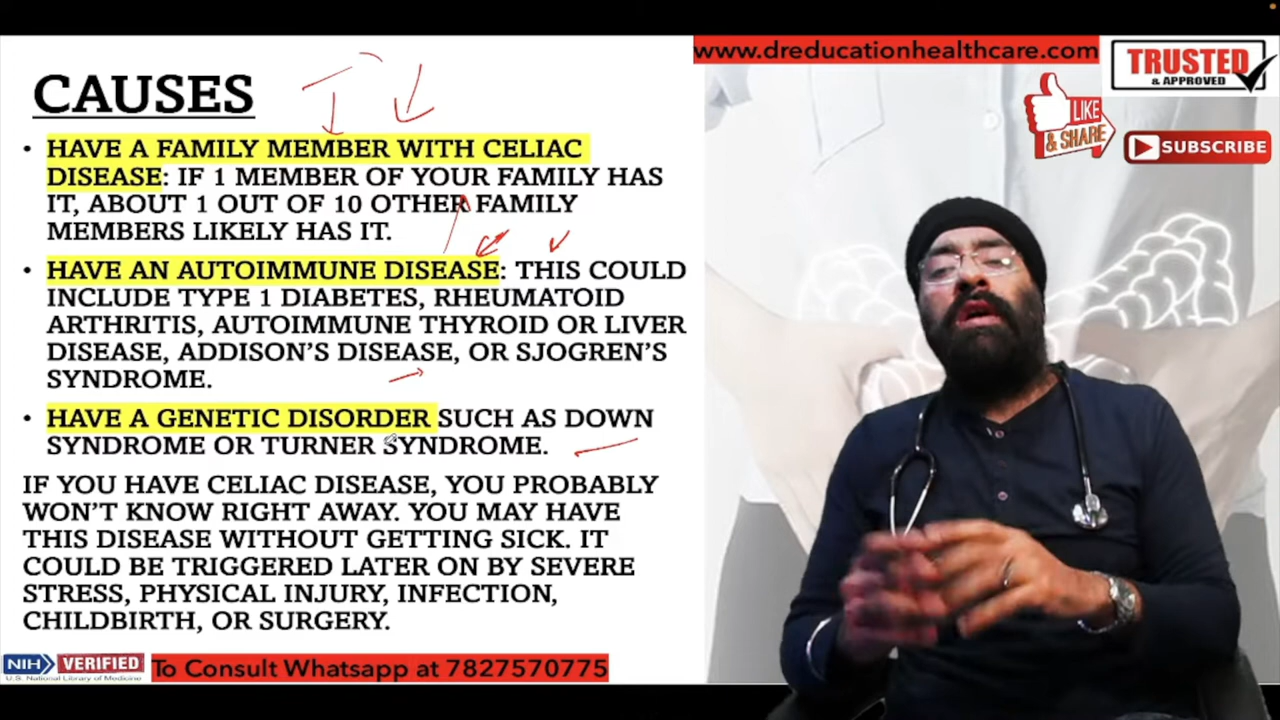 www.dreducationhealthcare.com
TRUSTED
& APPROVED
LIKE
& SHARE
SUBSCRIBE
CAUSES
• HAVE A FAMILY MEMBER WITH CELIAC
DISEASE: IF 1 MEMBER OF YOUR FAMILY HAS
IT, ABOUT 1 OUT OF 10 OTHER FAMILY
MEMBERS LIKELY HAS IT.
• HAVE AN AUTOIMMUNE DISEASE: THIS COULD
INCLUDE TYPE 1 DIABETES, RHEUMATOID
ARTHRITIS, AUTOIMMUNE THYROID OR LIVER
DISEASE, ADDISON'S DISEASE, OR SJOGREN'S
SYNDROME.
• HAVE A GENETIC DISORDER SUCH AS DOWN
SYNDROME OR TURNER SYNDROME.
IF YOU HAVE CELIAC DISEASE, YOU PROBABLY
WON'T KNOW RIGHT AWAY. YOU MAY HAVE
THIS DISEASE WITHOUT GETTING SICK. IT
COULD BE TRIGGERED LATER ON BY SEVERE
STRESS, PHYSICAL INJURY, INFECTION,
CHILDBIRTH, OR SURGERY.
NIH VERIFIED
U.S. National Library of Medicine
To Consult Whatsapp at 7827570775